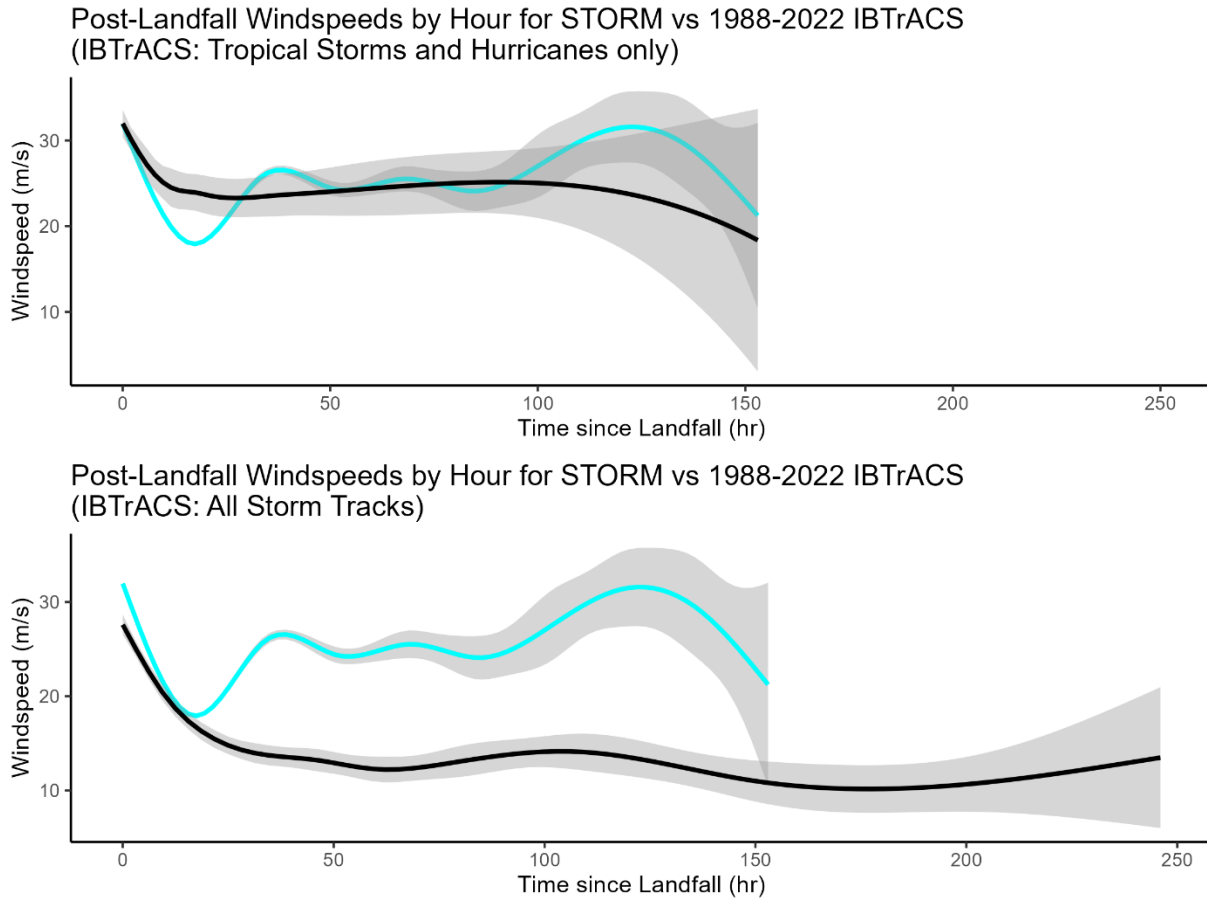 Post-Landfall Windspeeds by Hour for STORM vs 1988-2022 IBTrACS
(IBTrACS: Tropical Storms and Hurricanes only)
Windspeed (m/s)
30
20
10
0 50 100 150 200 250
Time since Landfall (hr)
Post-Landfall Windspeeds by Hour for STORM vs 1988-2022 IBTrACS
(IBTrACS: All Storm Tracks)
Windspeed (m/s)
30
20
10
0 50 100 150 200 250
Time since Landfall (hr)